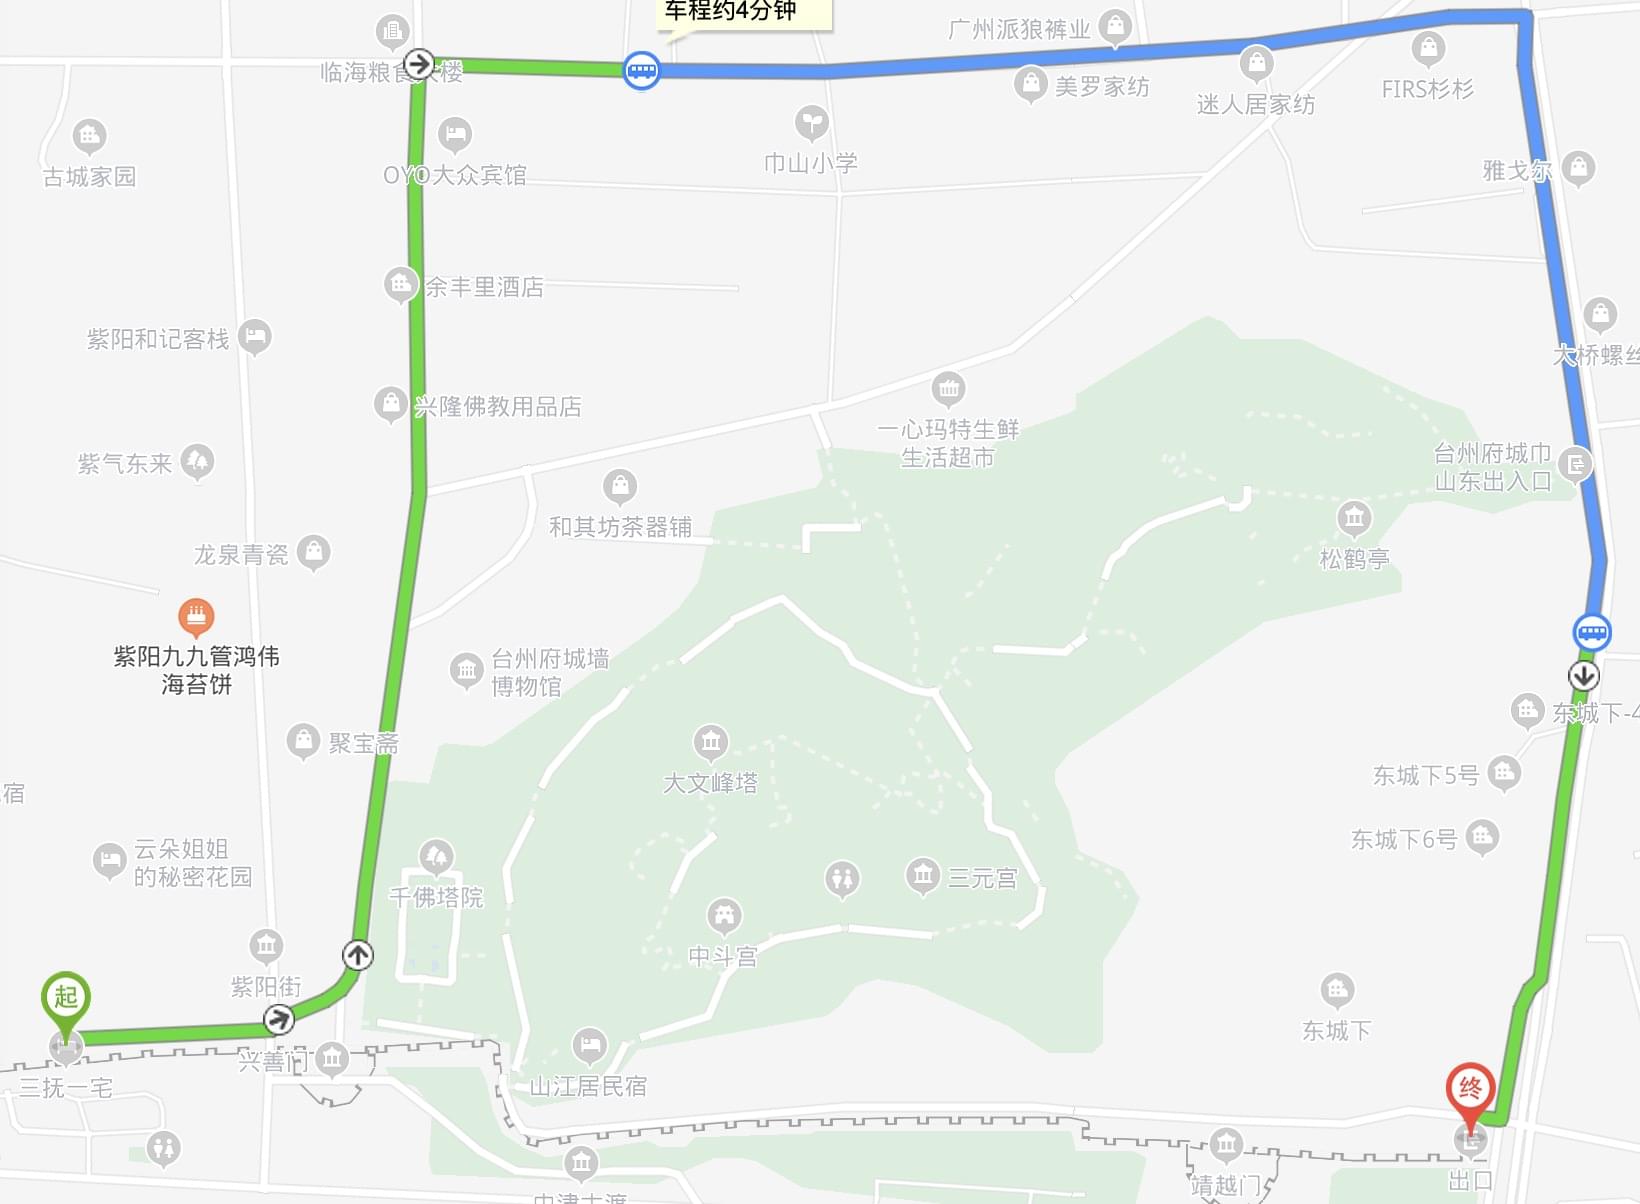 车程约4分钟
广州派狼裤业
临海粮食大楼
美罗家纺
迷人居家纺
FIRS杉杉
古城家园
OYO大众宾馆
巾山小学
雅戈尔
余丰里酒店
紫阳和记客栈
大桥螺丝
兴隆佛教用品店
一心玛特生鲜
生活超市
紫气东来
台州府城巾
山东出入口
和其坊茶器铺
龙泉青瓷
松鹤亭
紫阳九九管鸿伟
海苔饼
台州府城墙
博物馆
聚宝斋
东城下-4
大文峰塔
东城下5号
宿
东城下6号
云朵姐姐
的秘密花园
千佛塔院
三元宫
中斗宫
紫阳街
起
东城下
兴善门
三抚一宅
山江居民宿
终
靖越门
出口
中津古渡